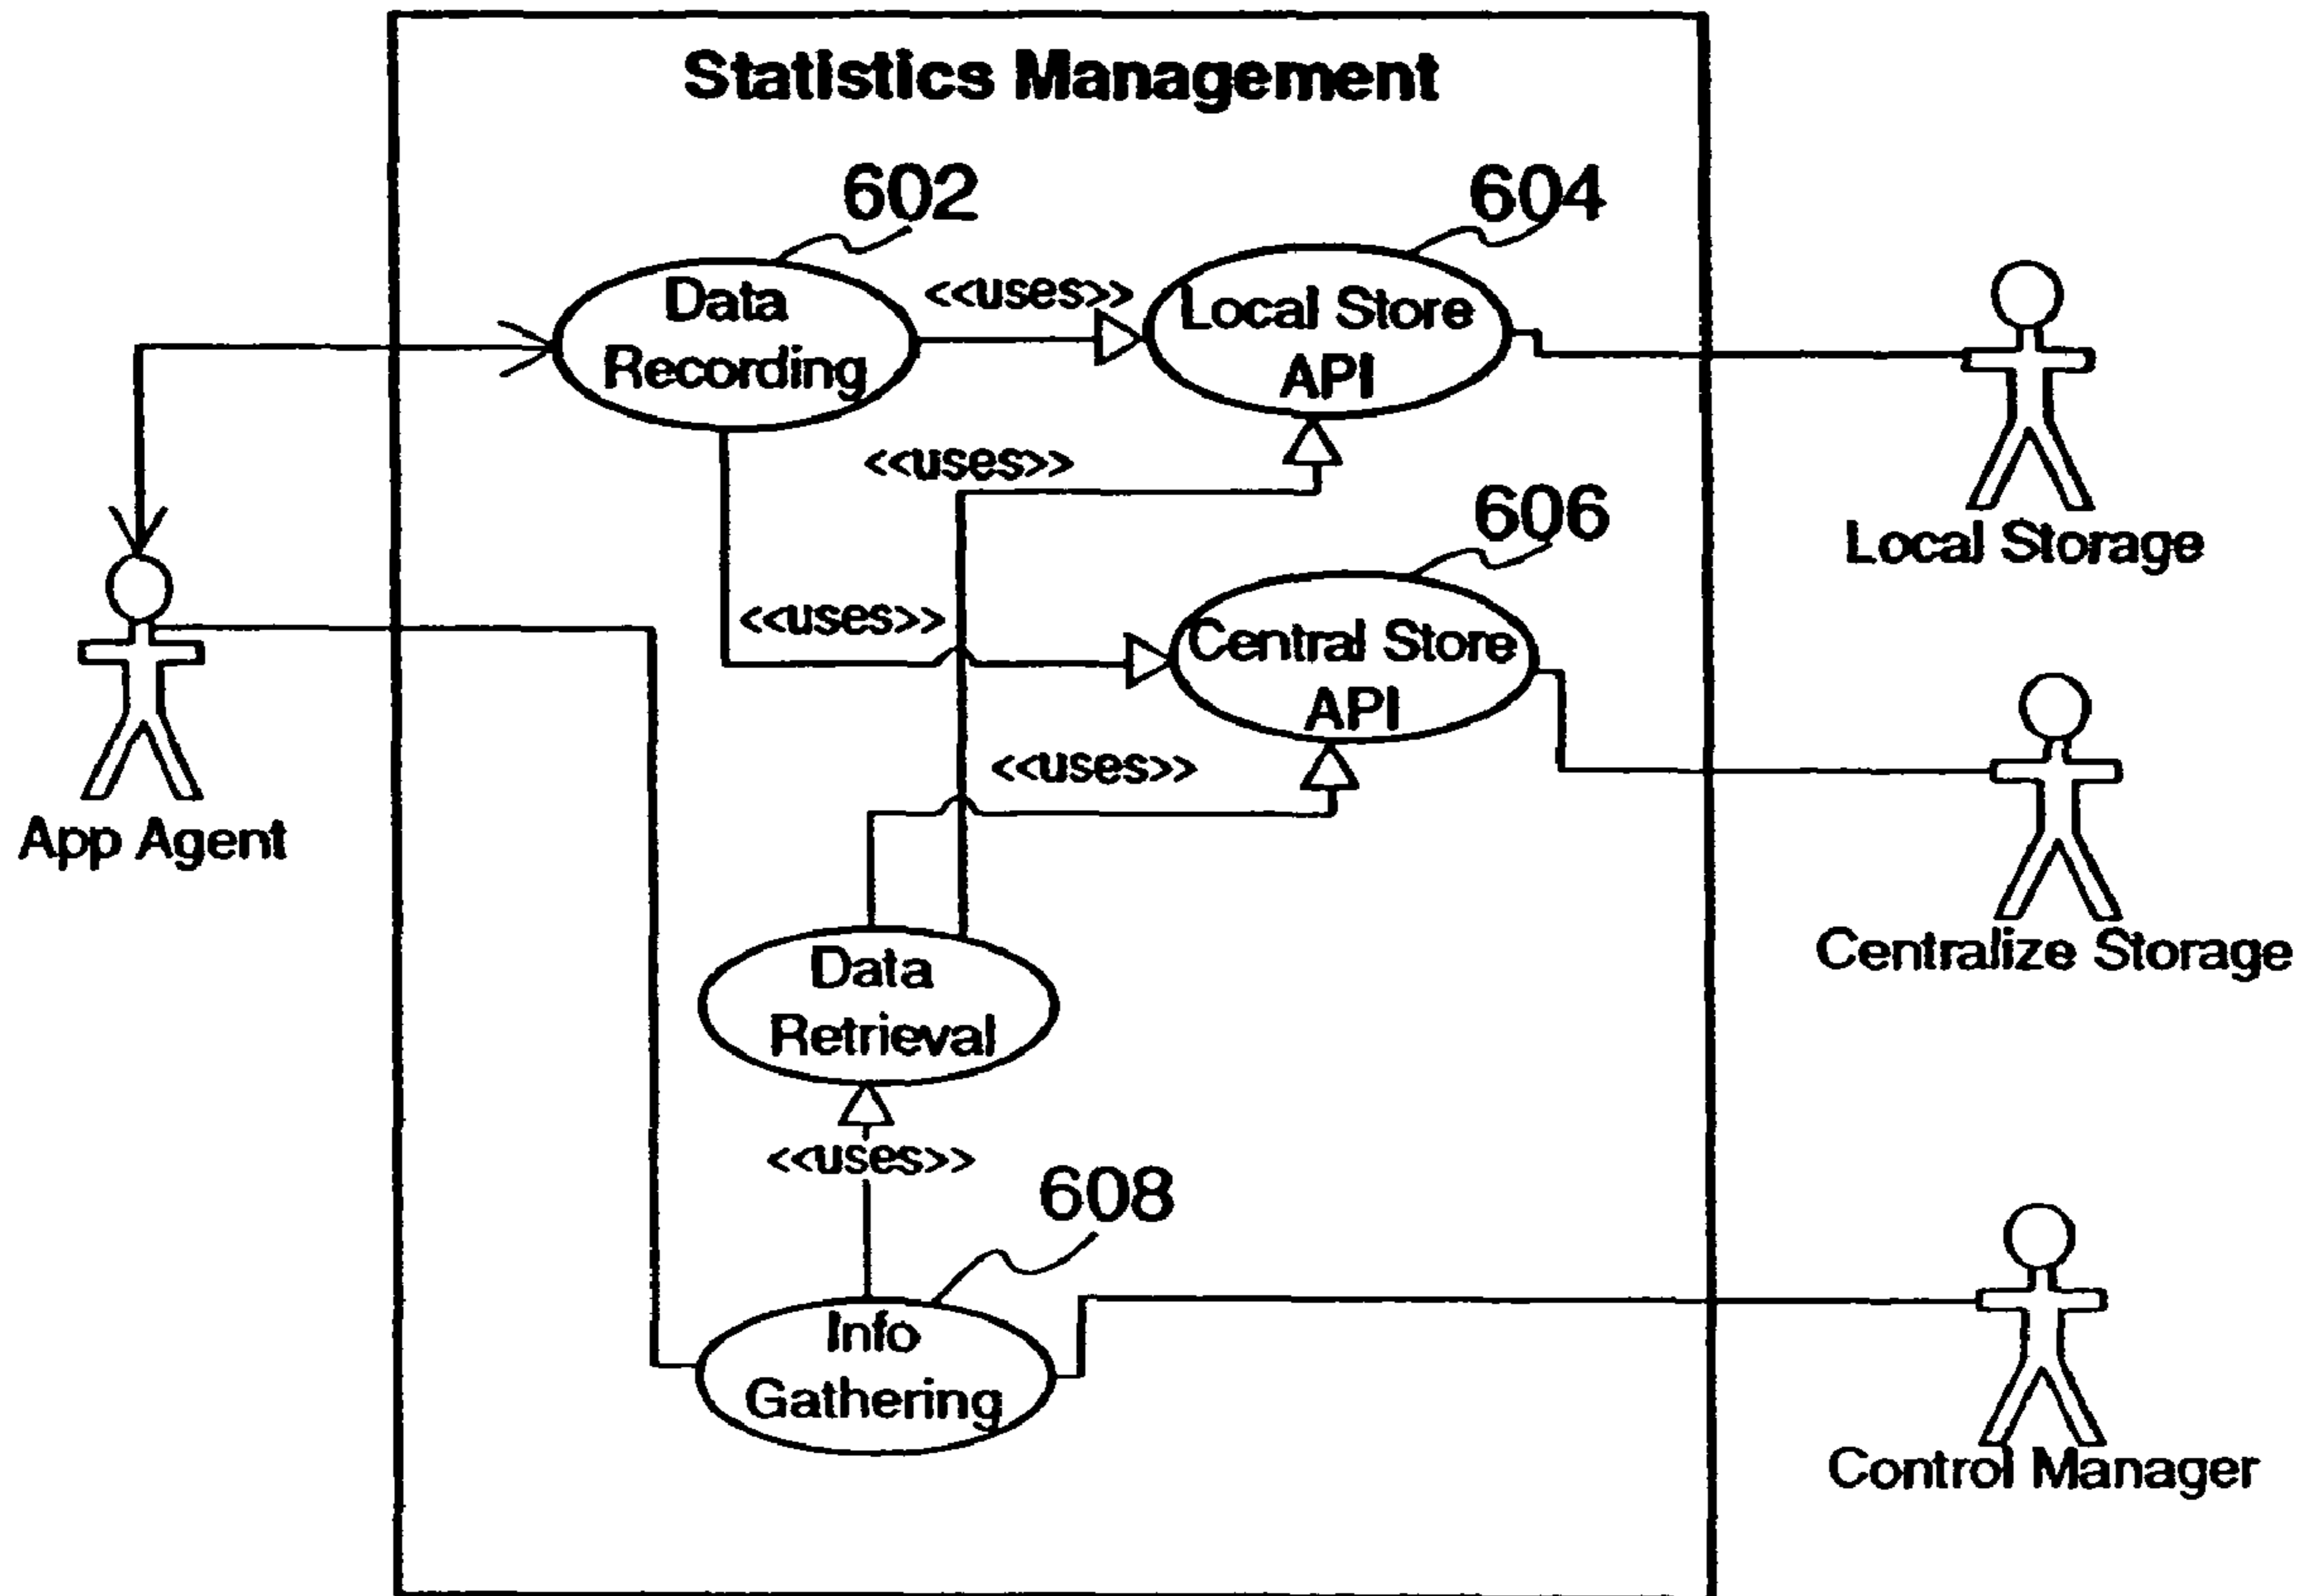 Statistics Management
602
604
Data
Recording
<<uses>>
Local Store
API
<<uses>>
606
Local Storage
<<uses>>
Central Store
API
<<uses>>
App Agent
Centralize Storage
Data
Retrieval
<<uses>>
608
Info
Gathering
Control Manager